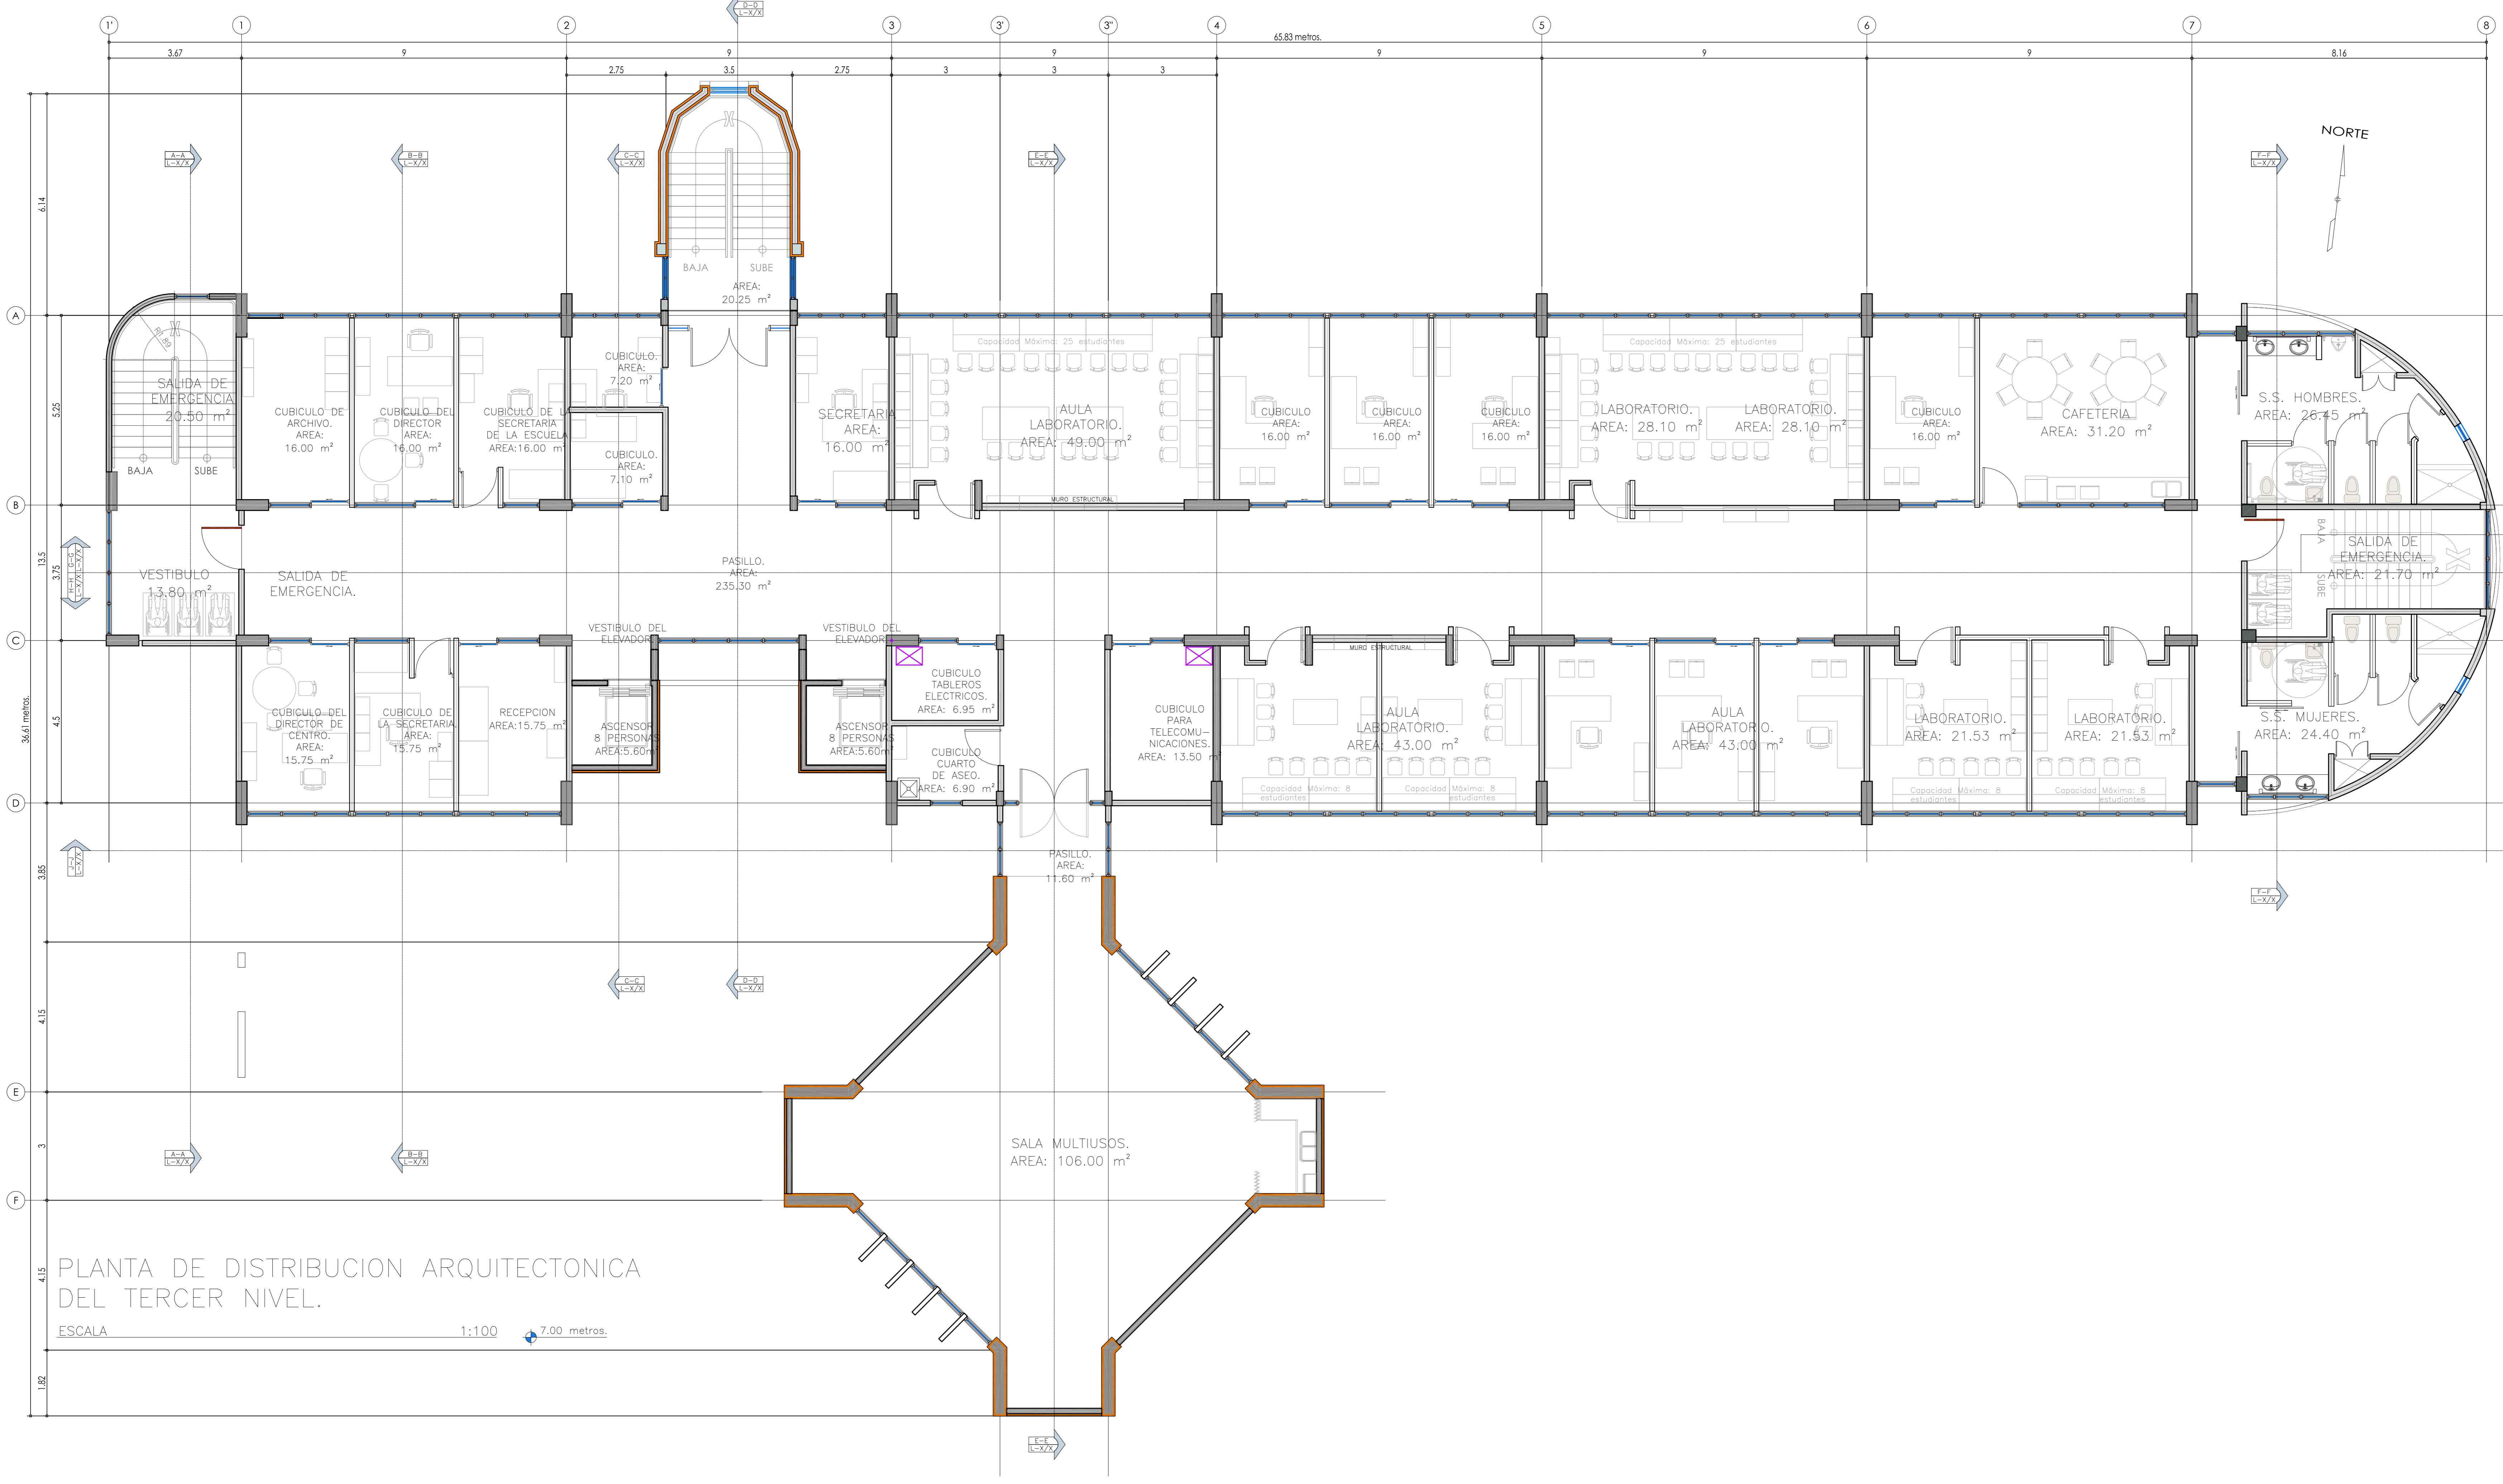 D-D
L-X/X
1'
1
2
3
3'
3"
4
5
6
7
8
65.83 metros.
3.67
9
9
9
9
9
9
8.16
2.75
3.5
2.75
3
3
3
NORTE
A-A
L-X/X
B-B
L-X/X
C-C
L-X/X
E-E
L-X/X
F-F
L-X/X
6.14
BAJA
SUBE
AREA:
20.25 m²
A
5.25
SALIDA DE
EMERGENCIA
20.50 m²
BAJA
SUBE
CUBICULO DE
ARCHIVO.
AREA:
16.00 m²
CUBICULO DEL
DIRECTOR
AREA:
16.00 m²
CUBICULO DE LA
SECRETARIA
DE LA ESCUELA
AREA:16.00 m²
CUBICULO.
AREA:
7.20 m²
CUBICULO.
AREA:
7.10 m²
SECRETARIA
AREA:
16.00 m²
Capacidad Máxima: 25 estudiantes
AULA
LABORATORIO.
AREA: 49.00 m²
MURO ESTRUCTURAL
CUBICULO
AREA:
16.00 m²
CUBICULO
AREA:
16.00 m²
CUBICULO
AREA:
16.00 m²
Capacidad Máxima: 25 estudiantes
LABORATORIO.
AREA: 28.10 m²
LABORATORIO.
AREA: 28.10 m²
CUBICULO
AREA:
16.00 m²
CAFETERIA
AREA: 31.20 m²
S.S. HOMBRES.
AREA: 26.45 m²
B
13.5
3.75
H-H
L-X/X
G-G
L-X/X
VESTIBULO
13.80 m²
SALIDA DE
EMERGENCIA.
PASILLO.
AREA:
235.30 m²
BAJA
SUBE
SALIDA DE
EMERGENCIA.
AREA: 21.70 m²
C
VESTIBULO DEL
ELEVADOR
VESTIBULO DEL
ELEVADOR
MURO ESTRUCTURAL
36.61 metros.
4.5
CUBICULO DEL
DIRECTOR DE
CENTRO.
AREA:
15.75 m²
CUBICULO DE
LA SECRETARIA.
AREA:
15.75 m²
RECEPCION
AREA:15.75 m²
ASCENSOR
8 PERSONAS
AREA:5.60m²
ASCENSOR
8 PERSONAS
AREA:5.60m²
CUBICULO
TABLEROS
ELECTRICOS.
AREA: 6.95 m²
CUBICULO
CUARTO
DE ASEO.
AREA: 6.90 m²
CUBICULO
PARA
TELECOMU-
NICACIONES.
AREA: 13.50 m²
AULA
LABORATORIO.
AREA: 43.00 m²
Capacidad Máxima: 8
estudiantes
Capacidad Máxima: 8
estudiantes
AULA
LABORATORIO.
AREA: 43.00 m²
LABORATORIO.
AREA: 21.53 m²
LABORATORIO.
AREA: 21.53 m²
Capacidad Máxima: 8
estudiantes
Capacidad Máxima: 8
estudiantes
S.S. MUJERES.
AREA: 24.40 m²
D
J-J
L-X/X
3.85
PASILLO.
AREA:
11.60 m²
F-F
L-X/X
C-C
L-X/X
D-D
L-X/X
4.15
E
3
SALA MULTIUSOS.
AREA: 106.00 m²
A-A
L-X/X
B-B
L-X/X
F
4.15
PLANTA DE DISTRIBUCION ARQUITECTONICA
DEL TERCER NIVEL.
ESCALA 1:100 7.00 metros.
1.82
E-E
L-X/X